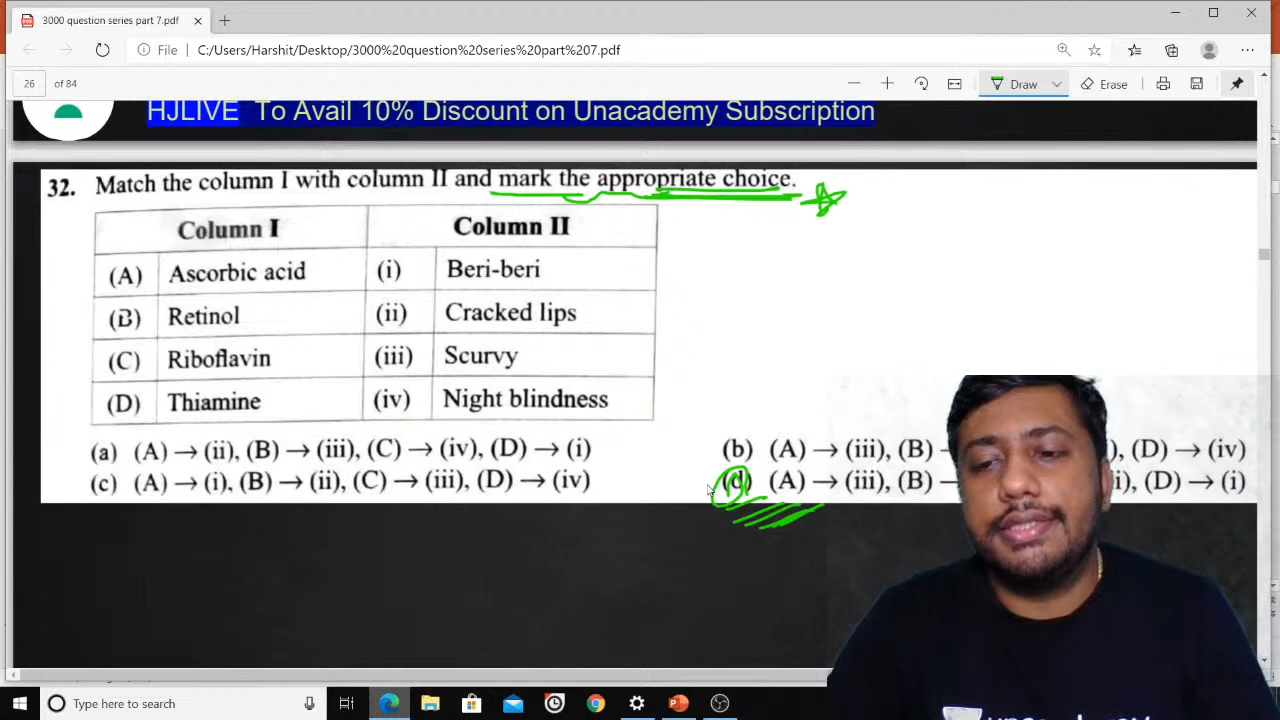 3000 question series part 7.pdf
File
C:/Users/Harshit/Desktop/3000%20question%20series%20part%207.pdf
26 of 84
Draw
Erase
HJLIVE To Avail 10% Discount on Unacademy Subscription
32. Match the column I with column II and mark the appropriate choice.
Column I Column II
(A) Ascorbic acid (i) Beri-beri
(B) Retinol (ii) Cracked lips
(C) Riboflavin (iii) Scurvy
(D) Thiamine (iv) Night blindness
(a) (A) → (ii), (B) → (iii), (C) → (iv), (D) → (i)
(b) (A) → (iii), (B) ), (D) → (iv)
(c) (A) → (i), (B) → (ii), (C) → (iii), (D) → (iv)
(d) (A) → (iii), (B) i), (D) → (i)
Type here to search